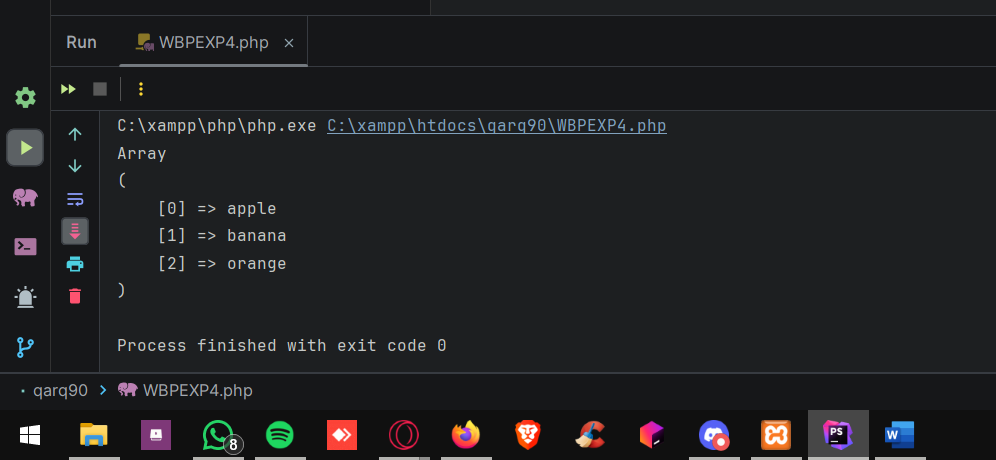 Run WBPEXP4.php
C:\xampp\php\php.exe C:\xampp\htdocs\qarq90\WBPEXP4.php
Array
(
    [0] => apple
    [1] => banana
    [2] => orange
)
Process finished with exit code 0
qarq90 > WBPEXP4.php
8 PS W